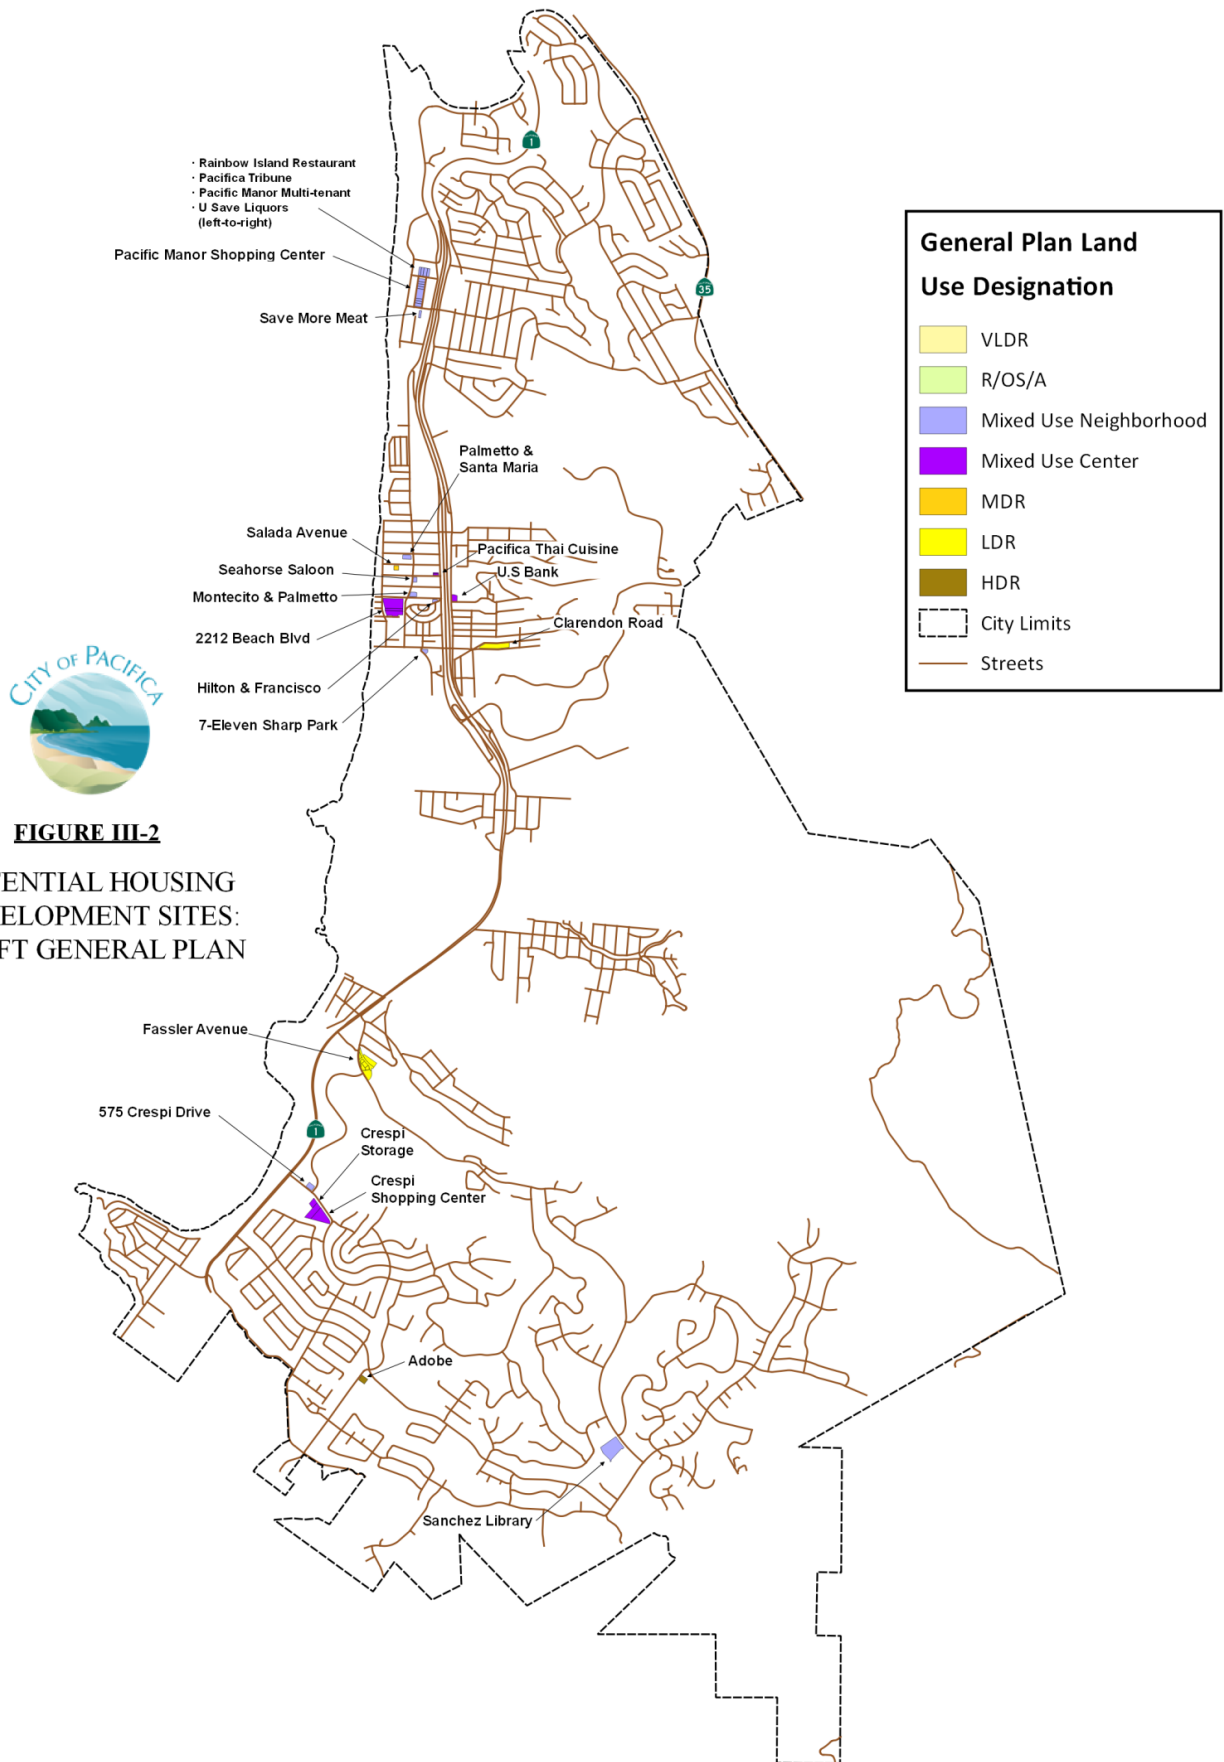 1
· Rainbow Island Restaurant
· Pacifica Tribune
· Pacific Manor Multi-tenant
· U Save Liquors
(left-to-right)
Pacific Manor Shopping Center
Save More Meat
35
General Plan Land
Use Designation
VLDR
R/OS/A
Mixed Use Neighborhood
Mixed Use Center
MDR
LDR
HDR
City Limits
Streets
Palmetto &
Santa Maria
Salada Avenue
Pacifica Thai Cuisine
Seahorse Saloon
U.S Bank
Montecito & Palmetto
Clarendon Road
2212 Beach Blvd
Hilton & Francisco
7-Eleven Sharp Park
CITY OF PACIFICA
FIGURE III-2
ENTIAL HOUSING
ELOPMENT SITES:
FT GENERAL PLAN
Fassler Avenue
575 Crespi Drive
1
Crespi
Storage
Crespi
Shopping Center
Adobe
Sanchez Library